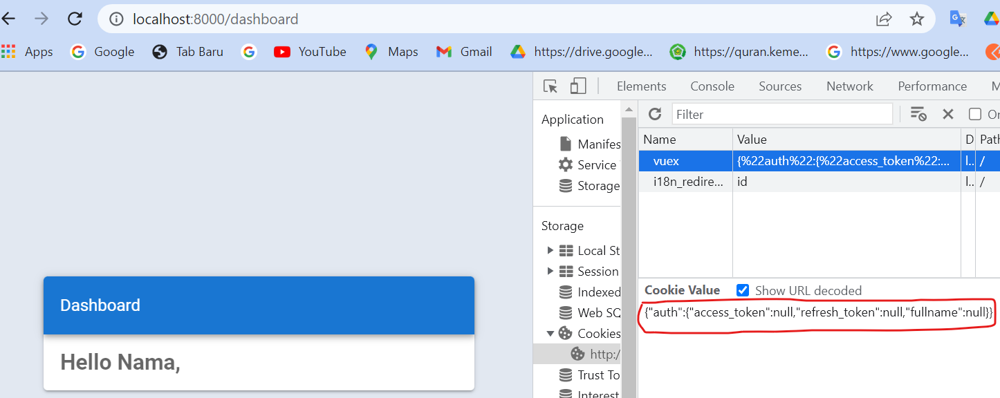 localhost:8000/dashboard
Apps Google Tab Baru YouTube Maps Gmail https://drive.google... https://quran.keme... https://www.google...
Elements Console Sources Network Performance M
Application
Manifes
Service
Storage
Storage
Local St
Session
Indexed
Web SQ
Cookies
http:/
Trust To
Interest
Filter
Or
Name Value D Path
vuex {%22auth%22:{%22access_token%22:... l.. /
i18n_redire... id l.. /
Cookie Value Show URL decoded
{"auth":{"access_token":null,"refresh_token":null,"fullname":null}}
Dashboard
Hello Nama,